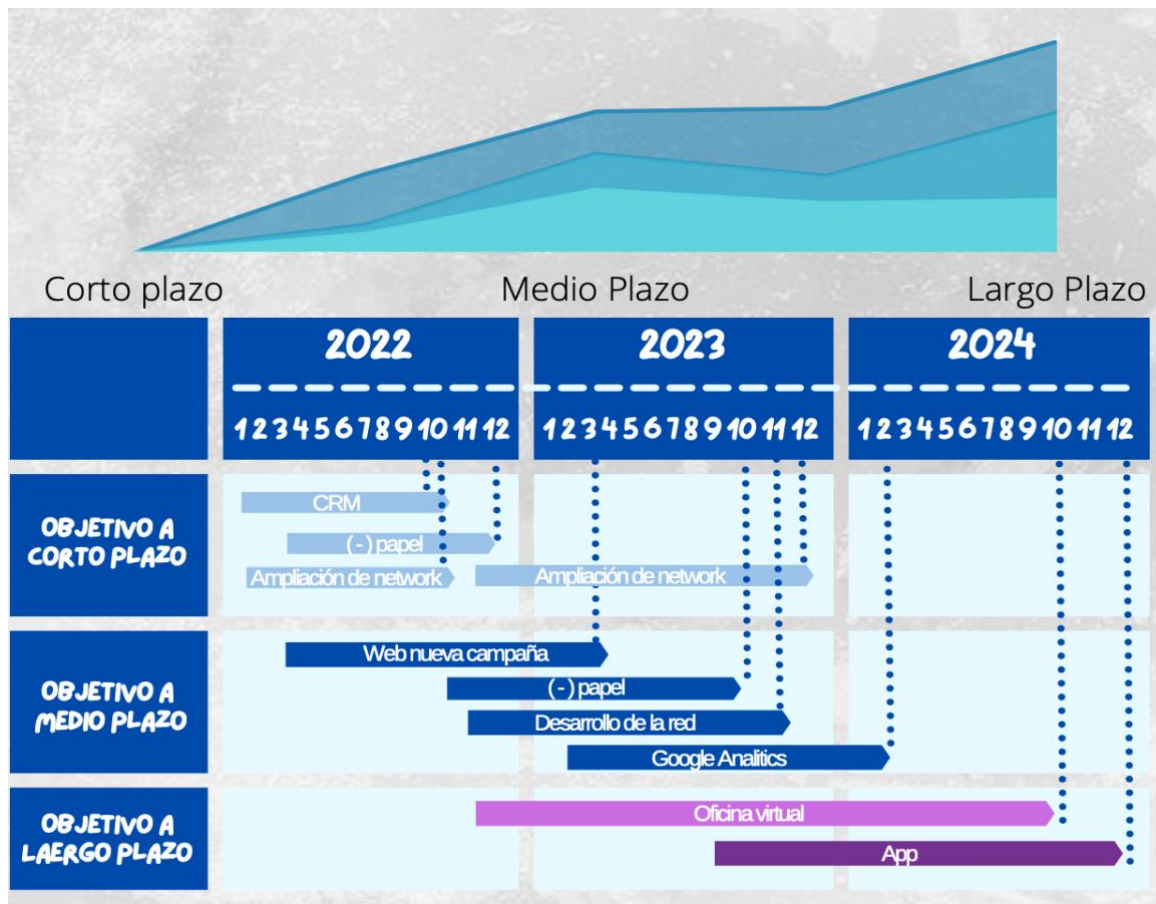 Corto plazo Medio Plazo Largo Plazo
2022 2023 2024
1 2 3 4 5 6 7 8 9 10 11 12 1 2 3 4 5 6 7 8 9 10 11 12 1 2 3 4 5 6 7 8 9 10 11 12
OBJETIVO A
CORTO PLAZO
CRM
(-) papel
Ampliación de network Ampliación de network
OBJETIVO A
MEDIO PLAZO
Web nueva campaña
(-) papel
Desarrollo de la red
Google Analitics
OBJETIVO A
LAERGO PLAZO
Oficina virtual
App